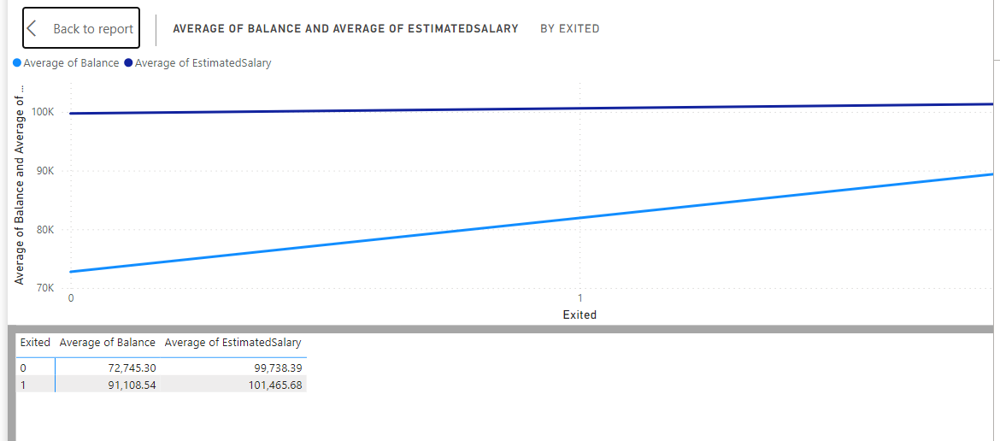 Back to report
AVERAGE OF BALANCE AND AVERAGE OF ESTIMATEDSALARY BY EXITED
Average of Balance Average of EstimatedSalary
Average of Balance and Average of ...
100K
90K
80K
70K
0 1
Exited
Exited Average of Balance Average of EstimatedSalary
0 72,745.30 99,738.39
1 91,108.54 101,465.68